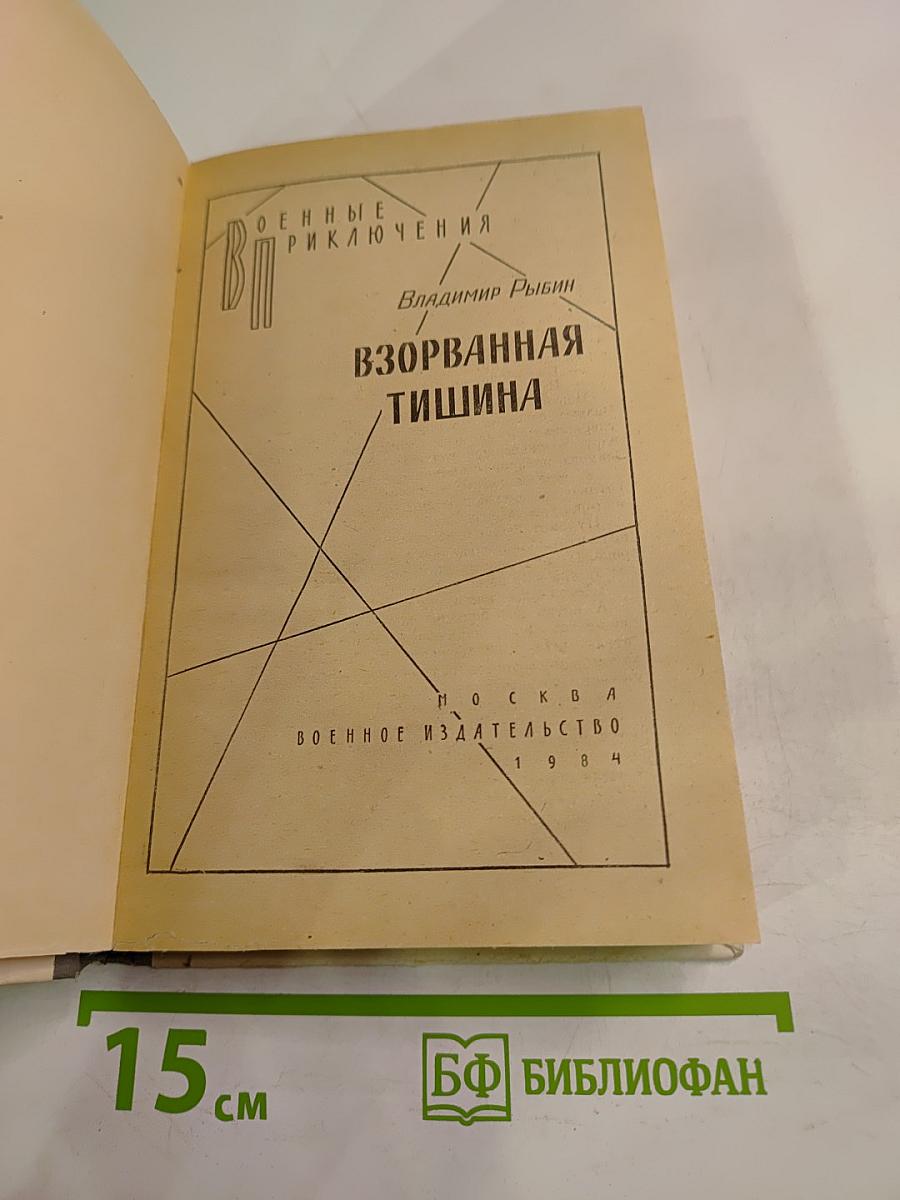 ВОЕННЫЕ
ПРИКЛЮЧЕНИЯ
Владимир Рыбин
ВЗОРВАННАЯ
ТИШИНА
МОСКВА
ВОЕННОЕ ИЗДАТЕЛЬСТВО
1984
15 см
БФ БИБЛИОФАН